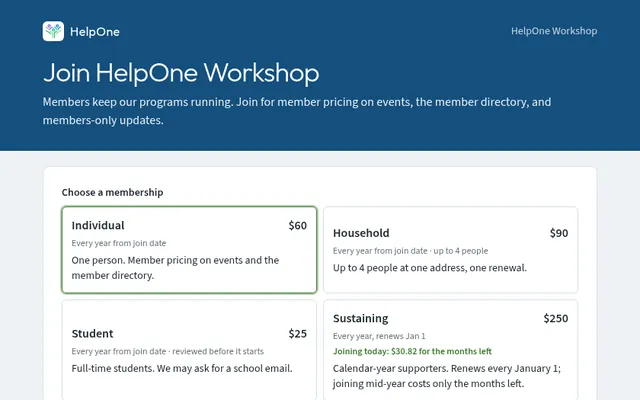 HelpOne
HelpOne Workshop
Join HelpOne Workshop
Members keep our programs running. Join for member pricing on events, the member directory, and
members-only updates.
Choose a membership
Individual $60
Every year from join date
One person. Member pricing on events and the
member directory.
Household $90
Every year from join date · up to 4 people
Up to 4 people at one address, one renewal.
Student $25
Every year from join date · reviewed before it starts
Full-time students. We may ask for a school email.
Sustaining $250
Every year, renews Jan 1
Joining today: $30.82 for the months left
Calendar-year supporters. Renews every January 1;
joining mid-year costs only the months left.